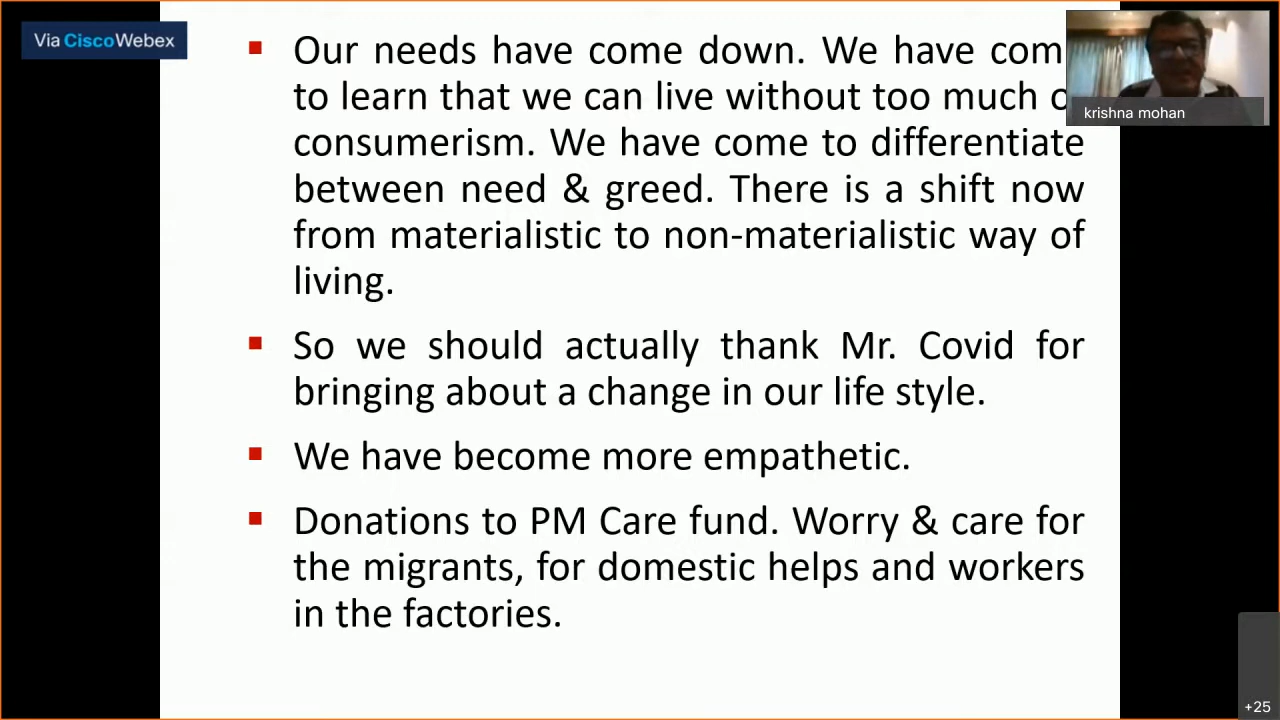 Via Cisco Webex
Our needs have come down. We have com
to learn that we can live without too much
consumerism. We have come to differentiate
between need & greed. There is a shift now
from materialistic to non-materialistic way of
living.
So we should actually thank Mr. Covid for
bringing about a change in our life style.
We have become more empathetic.
Donations to PM Care fund. Worry & care for
the migrants, for domestic helps and workers
in the factories.
krishna mohan
+25